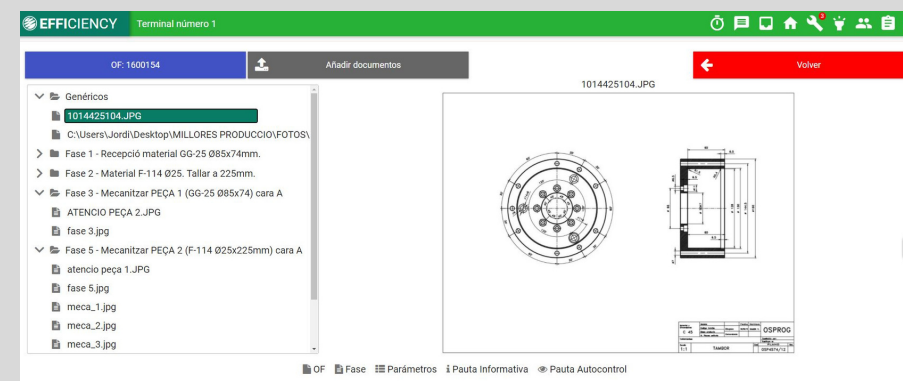 EFFICIENCY Terminal número 1 3
OF: 1600154 Añadir documentos Volver
1014425104.JPG
Genéricos
1014425104.JPG
C:\Users\Jordi\Desktop\MILLORES PRODUCCIO\FOTOS\
Fase 1 - Recepció material GG-25 Ø85x74mm.
Fase 2 - Material F-114 Ø25. Tallar a 225mm.
Fase 3 - Mecanitzar PEÇA 1 (GG-25 Ø85x74) cara A
ATENCIO PEÇA 2.JPG
fase 3.jpg
Fase 5 - Mecanitzar PEÇA 2 (F-114 Ø25x225mm) cara A
atencio peça 1.JPG
fase 5.jpg
meca_1.jpg
meca_2.jpg
meca_3.jpg
OSPROG
1:1 TAMBOR
OF Fase Parámetros Pauta Informativa Pauta Autocontrol